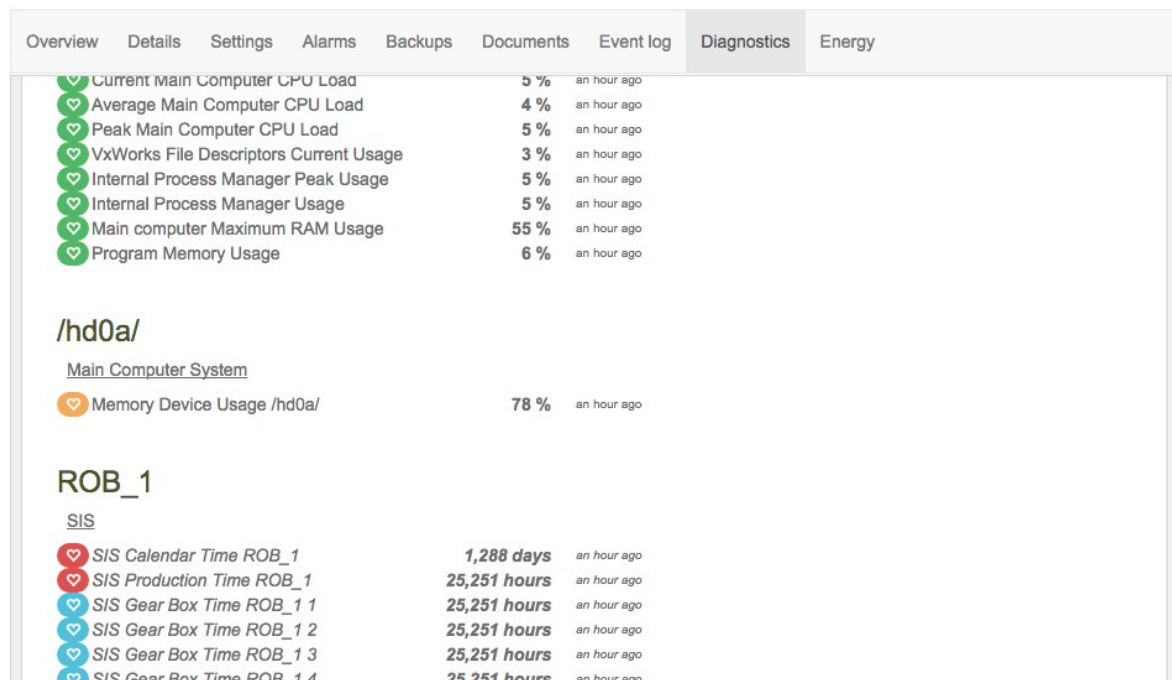 Overview Details Settings Alarms Backups Documents Event log Diagnostics Energy
Current Main Computer CPU Load 5 % an hour ago
Average Main Computer CPU Load 4 % an hour ago
Peak Main Computer CPU Load 5 % an hour ago
VxWorks File Descriptors Current Usage 3 % an hour ago
Internal Process Manager Peak Usage 5 % an hour ago
Internal Process Manager Usage 5 % an hour ago
Main computer Maximum RAM Usage 55 % an hour ago
Program Memory Usage 6 % an hour ago
/hd0a/
Main Computer System
Memory Device Usage /hd0a/ 78 % an hour ago
ROB_1
SIS
SIS Calendar Time ROB_1 1,288 days an hour ago
SIS Production Time ROB_1 25,251 hours an hour ago
SIS Gear Box Time ROB_1 1 25,251 hours an hour ago
SIS Gear Box Time ROB_1 2 25,251 hours an hour ago
SIS Gear Box Time ROB_1 3 25,251 hours an hour ago
SIS Gear Box Time ROB_1 4 25,251 hours an hour ago